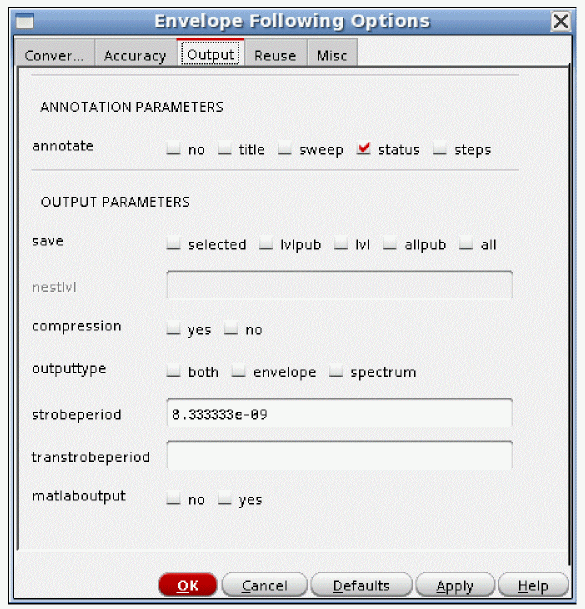 Envelope Following Options
Conver... Accuracy Output Reuse Misc
ANNOTATION PARAMETERS
annotate no title sweep status steps
OUTPUT PARAMETERS
save selected lvlpub lvl allpub all
nestlvl
compression yes no
outputtype both envelope spectrum
strobeperiod 8.333333e-09
transtrobeperiod
matlaboutput no yes
OK Cancel Defaults Apply Help